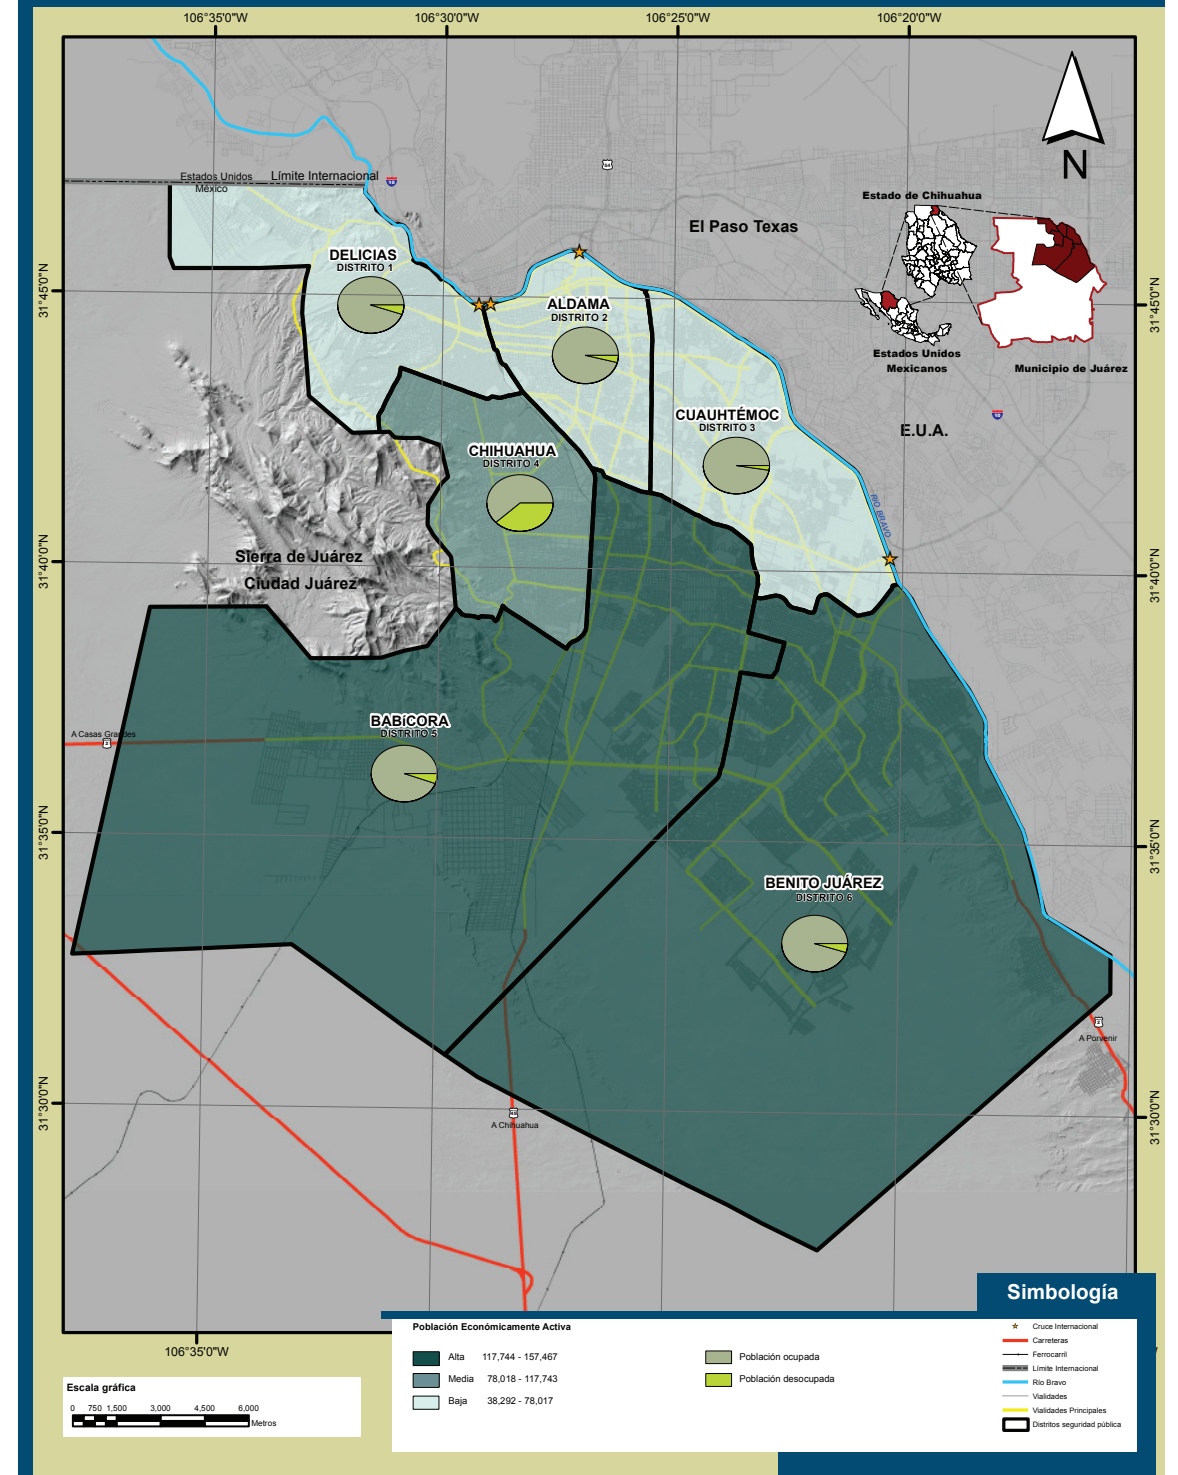 106°35'0"W
106°30'0"W
106°25'0"W
106°20'0"W
N
Estados Unidos
México
Límite Internacional
10
54
El Paso Texas
Estado de Chihuahua
Estados Unidos
Mexicanos
Municipio de Juárez
10
E.U.A.
DELICIAS
DISTRITO 1
ALDAMA
DISTRITO 2
CUAUHTÉMOC
DISTRITO 3
CHIHUAHUA
DISTRITO 4
RÍO BRAVO
Sierra de Juárez
Ciudad Juárez
BABÍCORA
DISTRITO 5
A Casas Grandes
2
BENITO JUÁREZ
DISTRITO 6
2
A Porvenir
A Chihuahua
31°45'0"N
31°40'0"N
31°35'0"N
31°30'0"N
31°45'0"N
31°40'0"N
31°35'0"N
31°30'0"N
106°35'0"W
Simbología
Población Económicamente Activa
Alta 117,744 - 157,467
Media 78,018 - 117,743
Baja 38,292 - 78,017
Población ocupada
Población desocupada
Cruce Internacional
Carreteras
Ferrocarril
Límite Internacional
Río Bravo
Vialidades
Vialidades Principales
Distritos seguridad pública
Escala gráfica
0 750 1,500 3,000 4,500 6,000
Metros